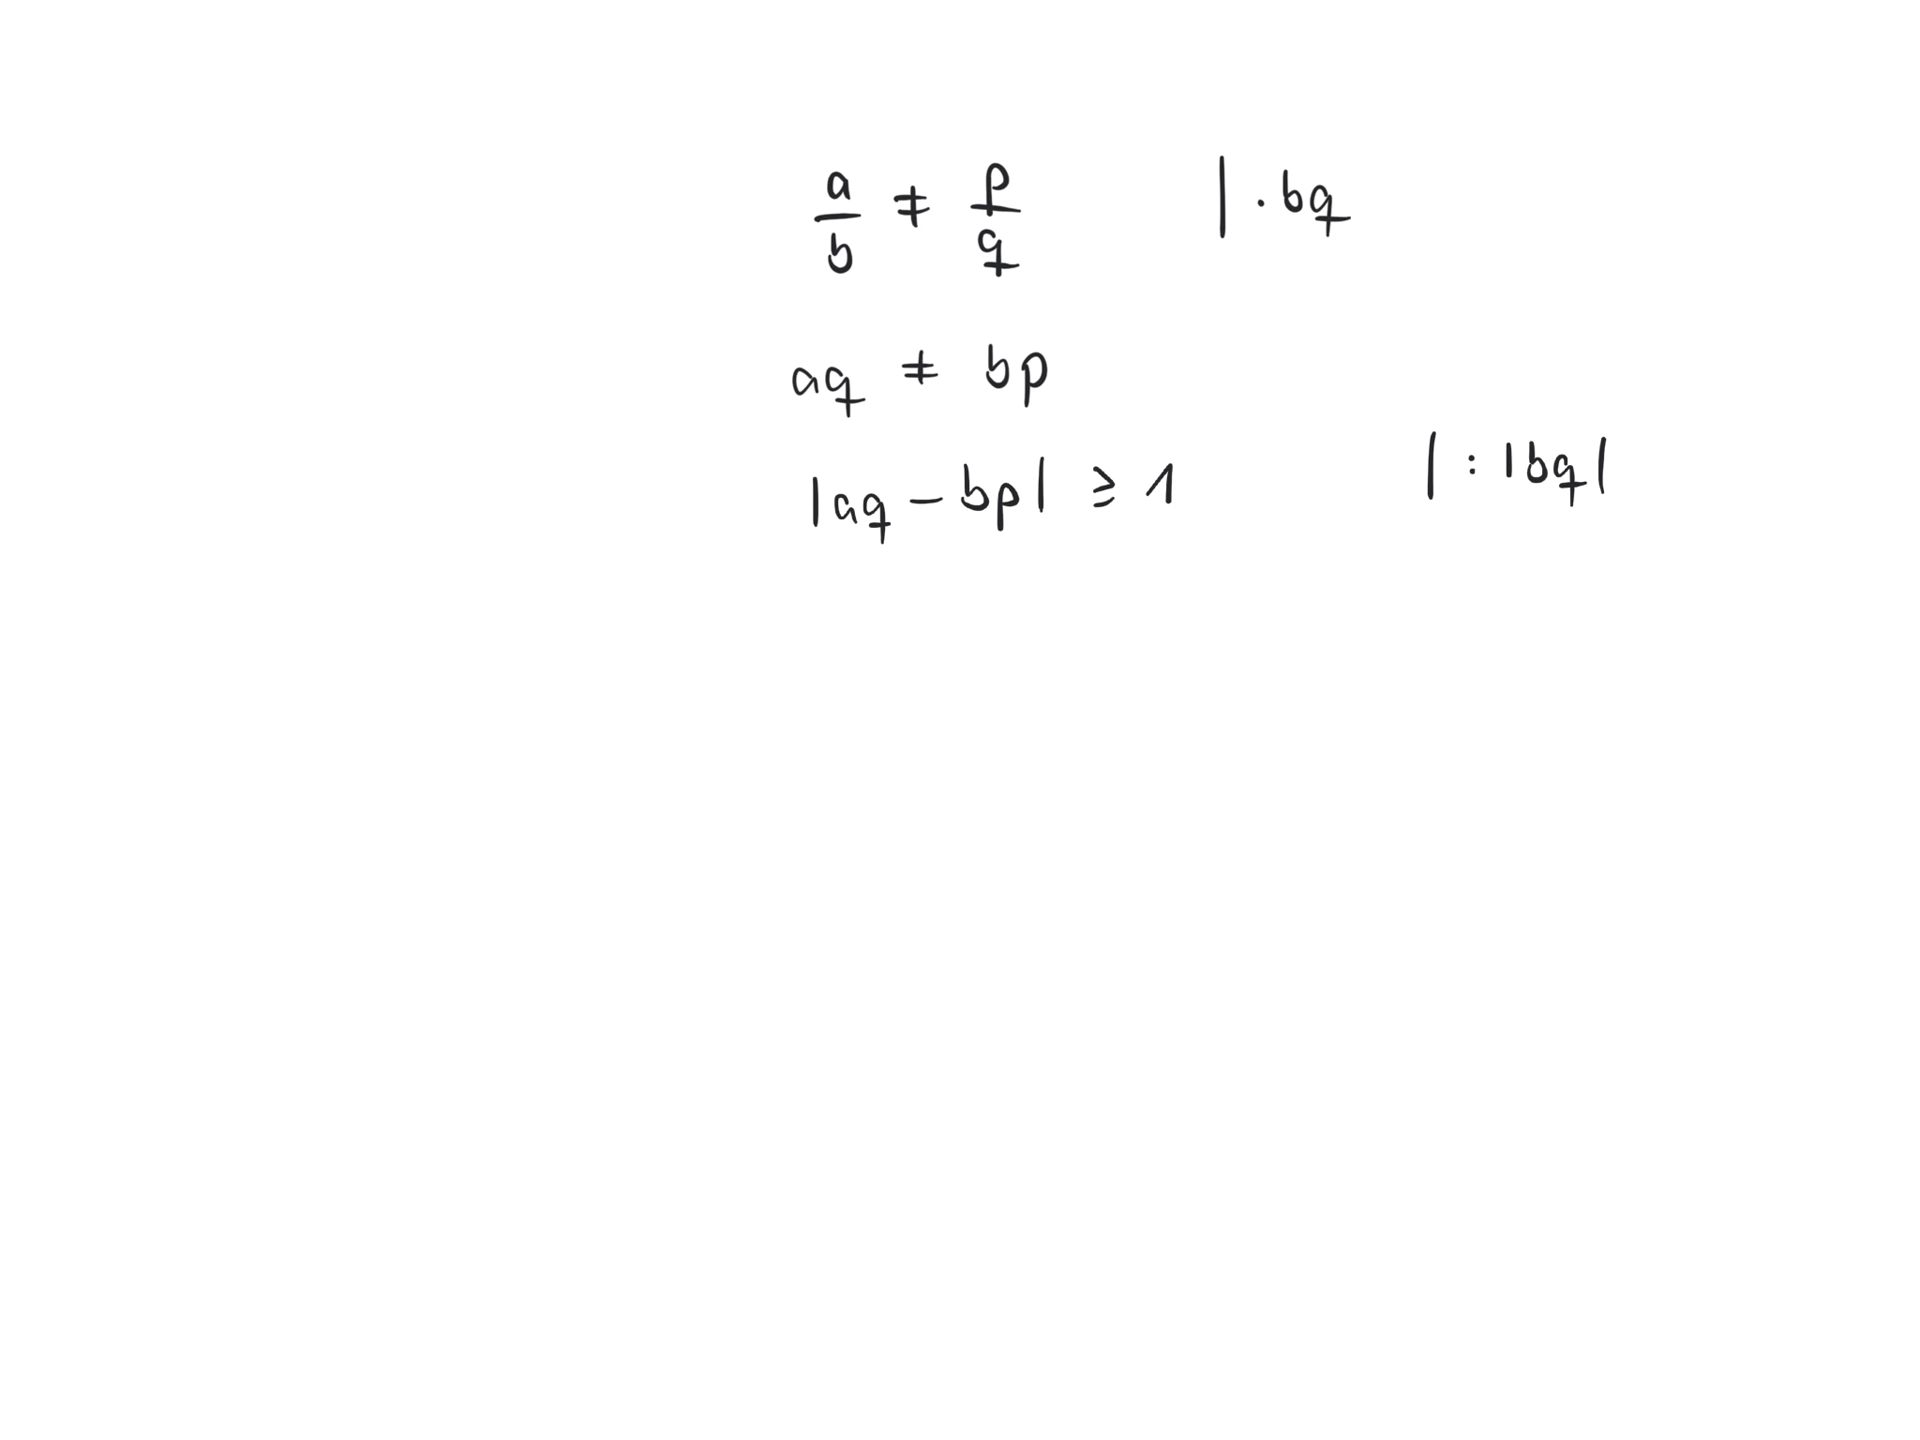 a/b ≠ p/q | · bq
aq ≠ bp
|aq − bp| ≥ 1 | : |bq|